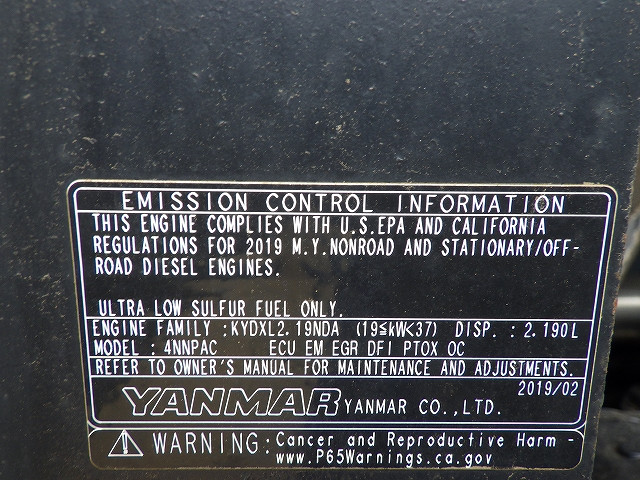 EMISSION CONTROL INFORMATION
THIS ENGINE COMPLIES WITH U.S.EPA AND CALIFORNIA
REGULATIONS FOR 2019 M.Y.NONROAD AND STATIONARY/OFF-
ROAD DIESEL ENGINES.
ULTRA LOW SULFUR FUEL ONLY.
ENGINE FAMILY :KYDXL2.19NDA (19≦kW<37) DISP. : 2.190L
MODEL : 4NNPAC ECU EM EGR DFI PTOX OC
REFER TO OWNER'S MANUAL FOR MAINTENANCE AND ADJUSTMENTS.
2019/02
YANMAR YANMAR CO.,LTD.
WARNING:Cancer and Reproductive Harm -
www.P65Warnings.ca.gov